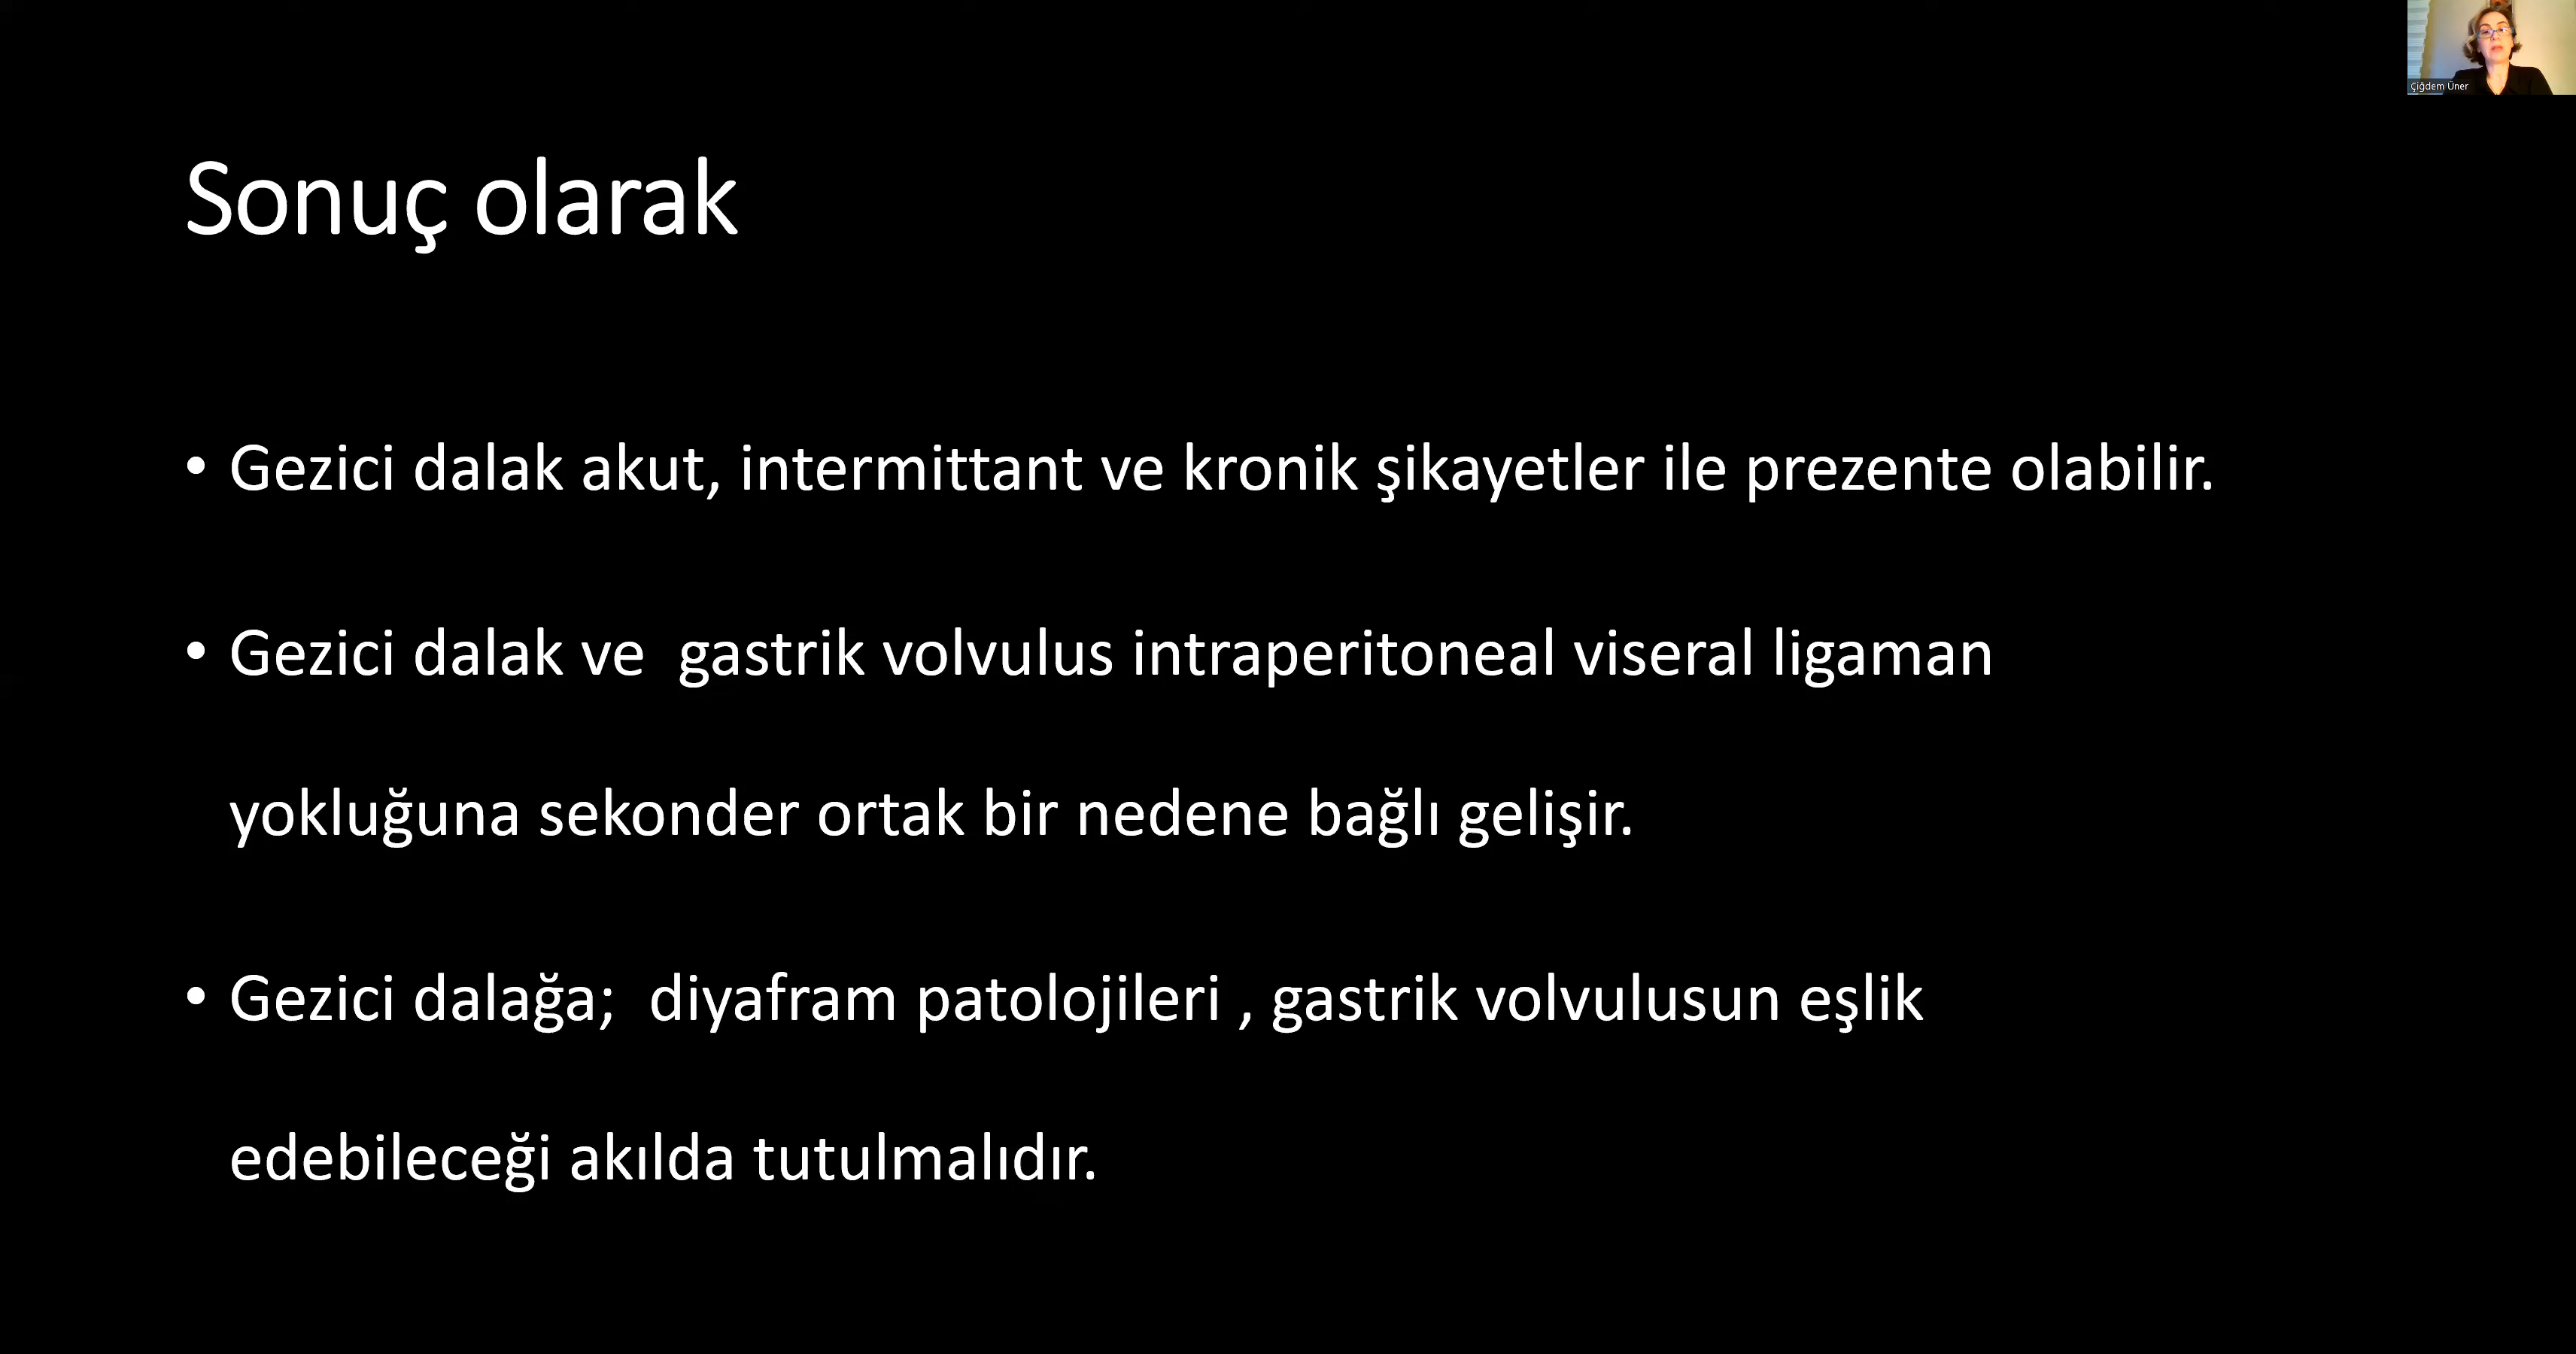 Çiğdem Üner
Sonuç olarak
• Gezici dalak akut, intermittant ve kronik şikayetler ile prezente olabilir.
• Gezici dalak ve  gastrik volvulus intraperitoneal viseral ligaman
yokluğuna sekonder ortak bir nedene bağlı gelişir.
• Gezici dalağa;  diyafram patolojileri , gastrik volvulusun eşlik
edebileceği akılda tutulmalıdır.